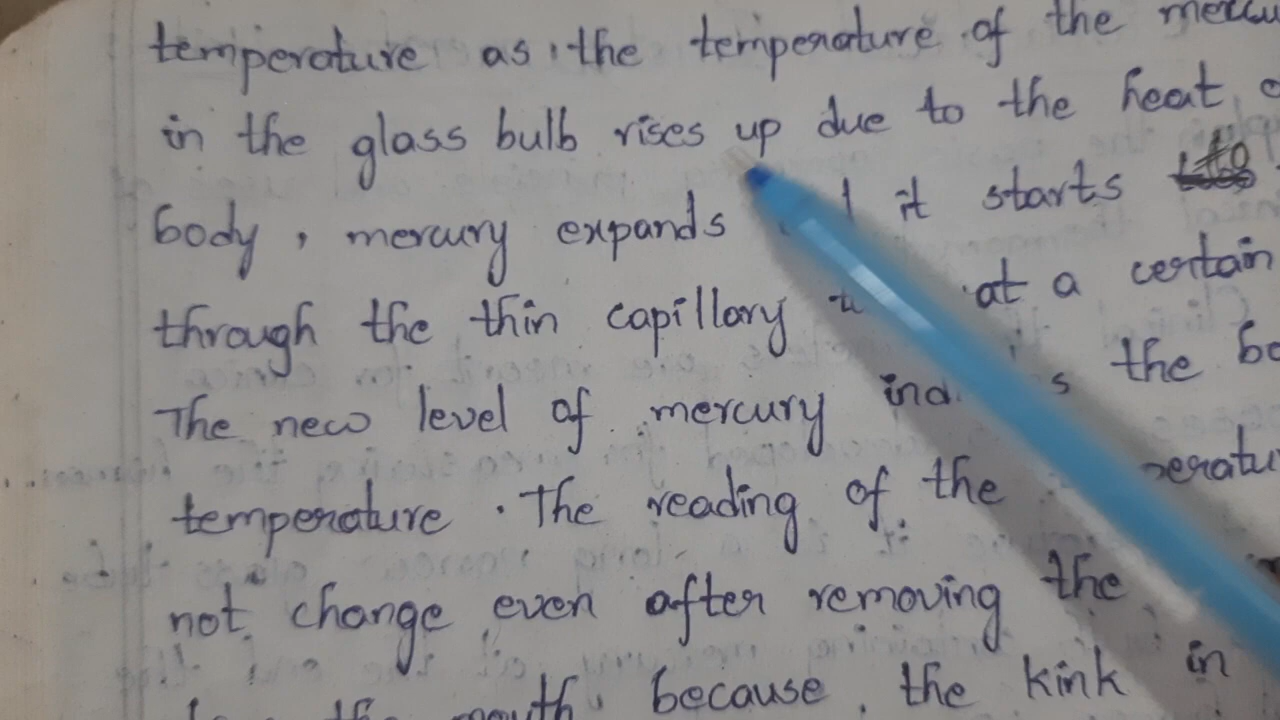 temperature as the temperature of the
in the glass bulb rises up due to the heat
body, mercury expands it starts
through the thin capillary at a certain
The new level of mercury the
temperature. The reading of the
not change even after removing the
the mouth because, the kink in